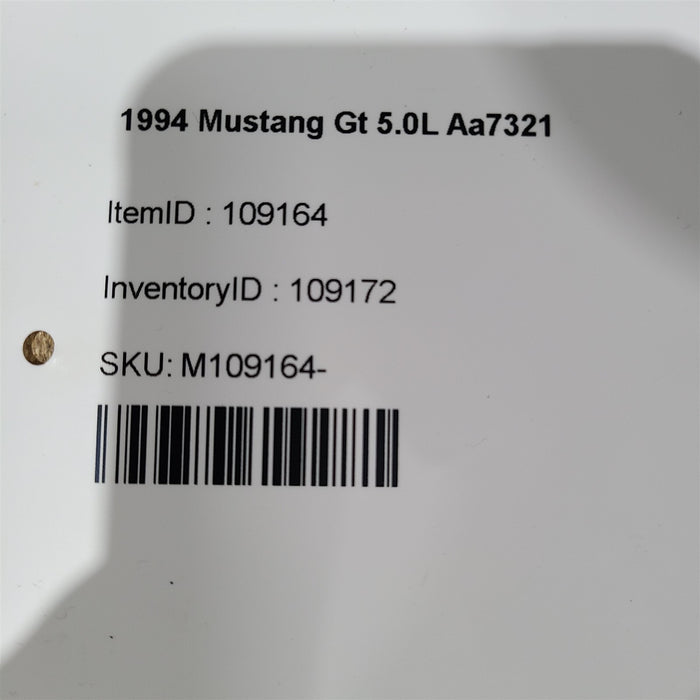 1994 Mustang Gt 5.0L Aa7321
ItemID : 109164
InventoryID : 109172
SKU: M109164-